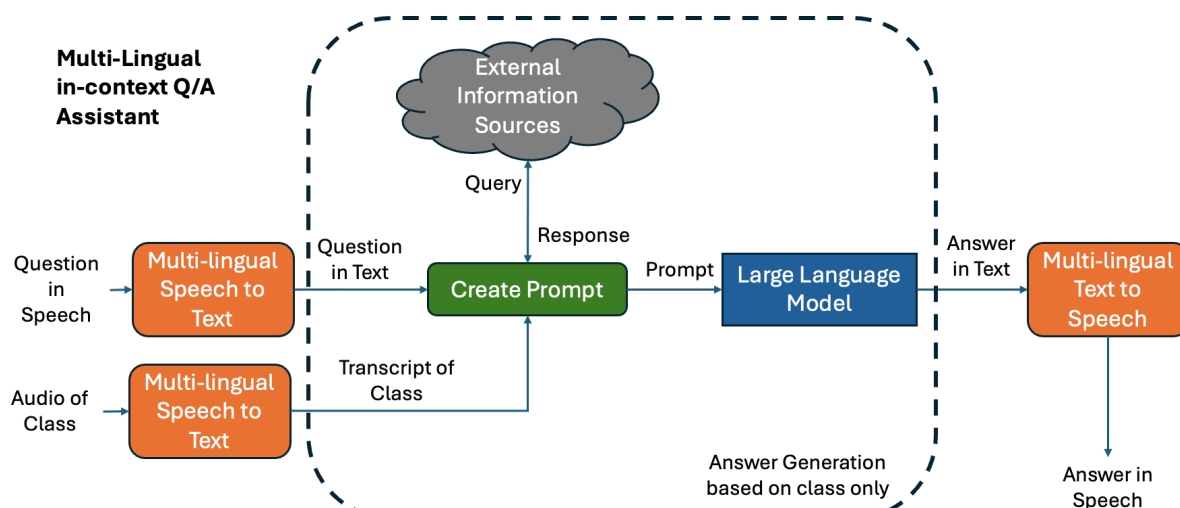 Multi-Lingual
in-context Q/A
Assistant
External
Information
Sources
Query
Response
Question
in
Speech
Multi-lingual
Speech to
Text
Question
in Text
Create Prompt
Prompt
Large Language
Model
Answer
in Text
Multi-lingual
Text to
Speech
Audio of
Class
Multi-lingual
Speech to
Text
Transcript of
Class
Answer Generation
based on class only
Answer in
Speech